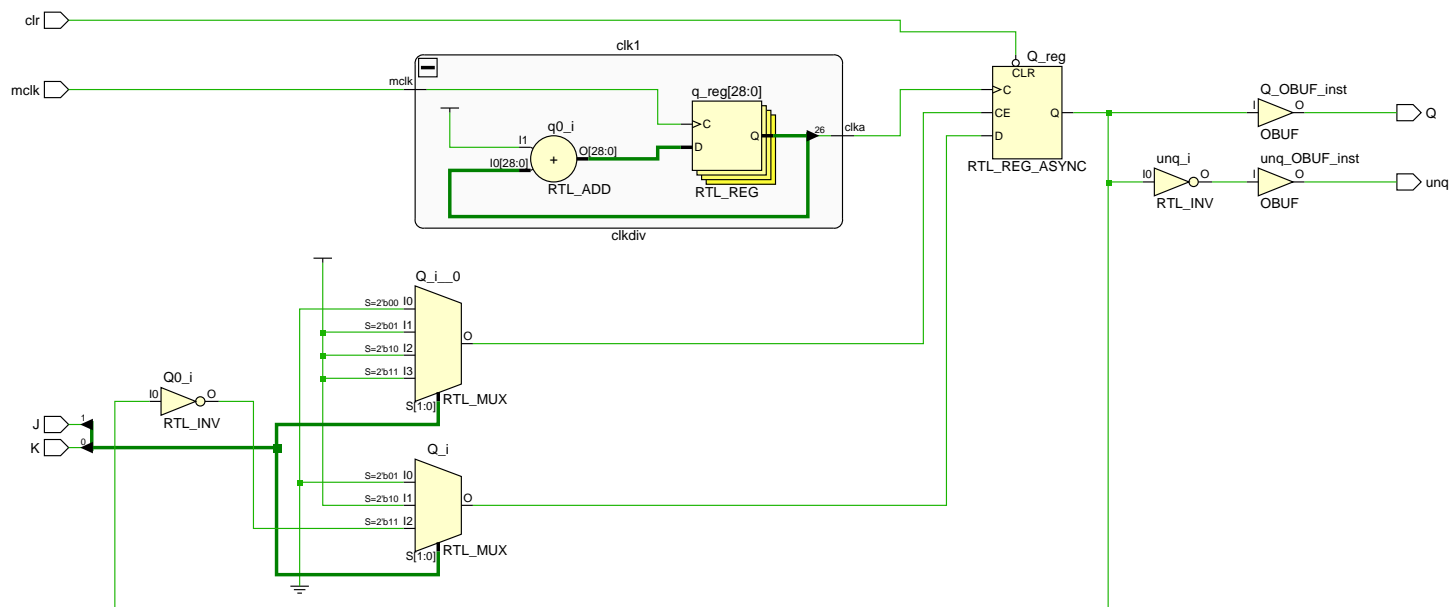 clr
mclk
clk1
mclk
q0_i
I1
I0[28:0]
O[28:0]
+
RTL_ADD
q_reg[28:0]
C
D
Q
RTL_REG
26
clka
clkdiv
Q_reg
CLR
C
CE
D
Q
RTL_REG_ASYNC
Q_OBUF_inst
I
O
OBUF
Q
unq_i
I0
O
RTL_INV
unq_OBUF_inst
I
O
OBUF
unq
Q_i__0
S=2'b00 I0
S=2'b01 I1
S=2'b10 I2
S=2'b11 I3
O
S[1:0]
RTL_MUX
Q0_i
I0
O
RTL_INV
J
1
K
0
Q_i
S=2'b01 I0
S=2'b10 I1
S=2'b11 I2
O
S[1:0]
RTL_MUX